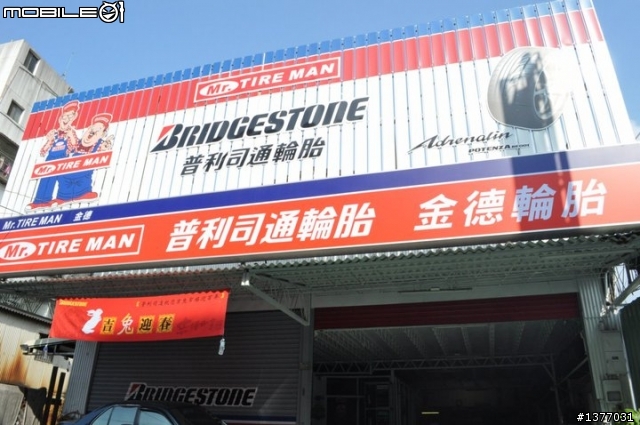 MOBILE01
Mr. TIRE MAN
BRIDGESTONE
普利司通輪胎
Adrenalin
POTENZA
Mr. TIRE MAN
Mr. TIRE MAN 金德
Mr. TIRE MAN 普利司通輪胎 金德輪胎
吉兔迎春
BRIDGESTONE
#1377031